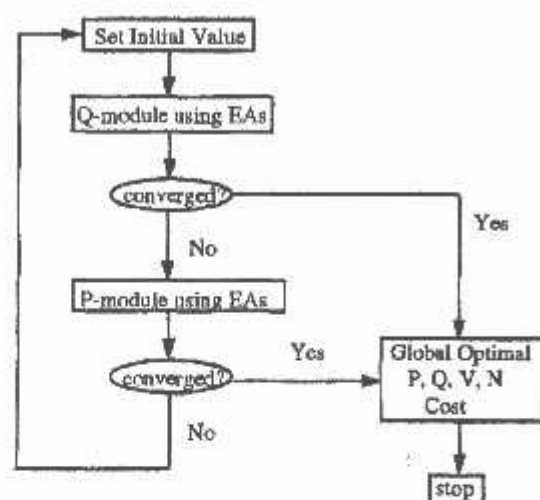 Set Initial Value
Q-module using EAs
converged?
Yes
No
P-module using EAs
Yes
converged?
No
Global Optimal
P, Q, V, N
Cost
stop